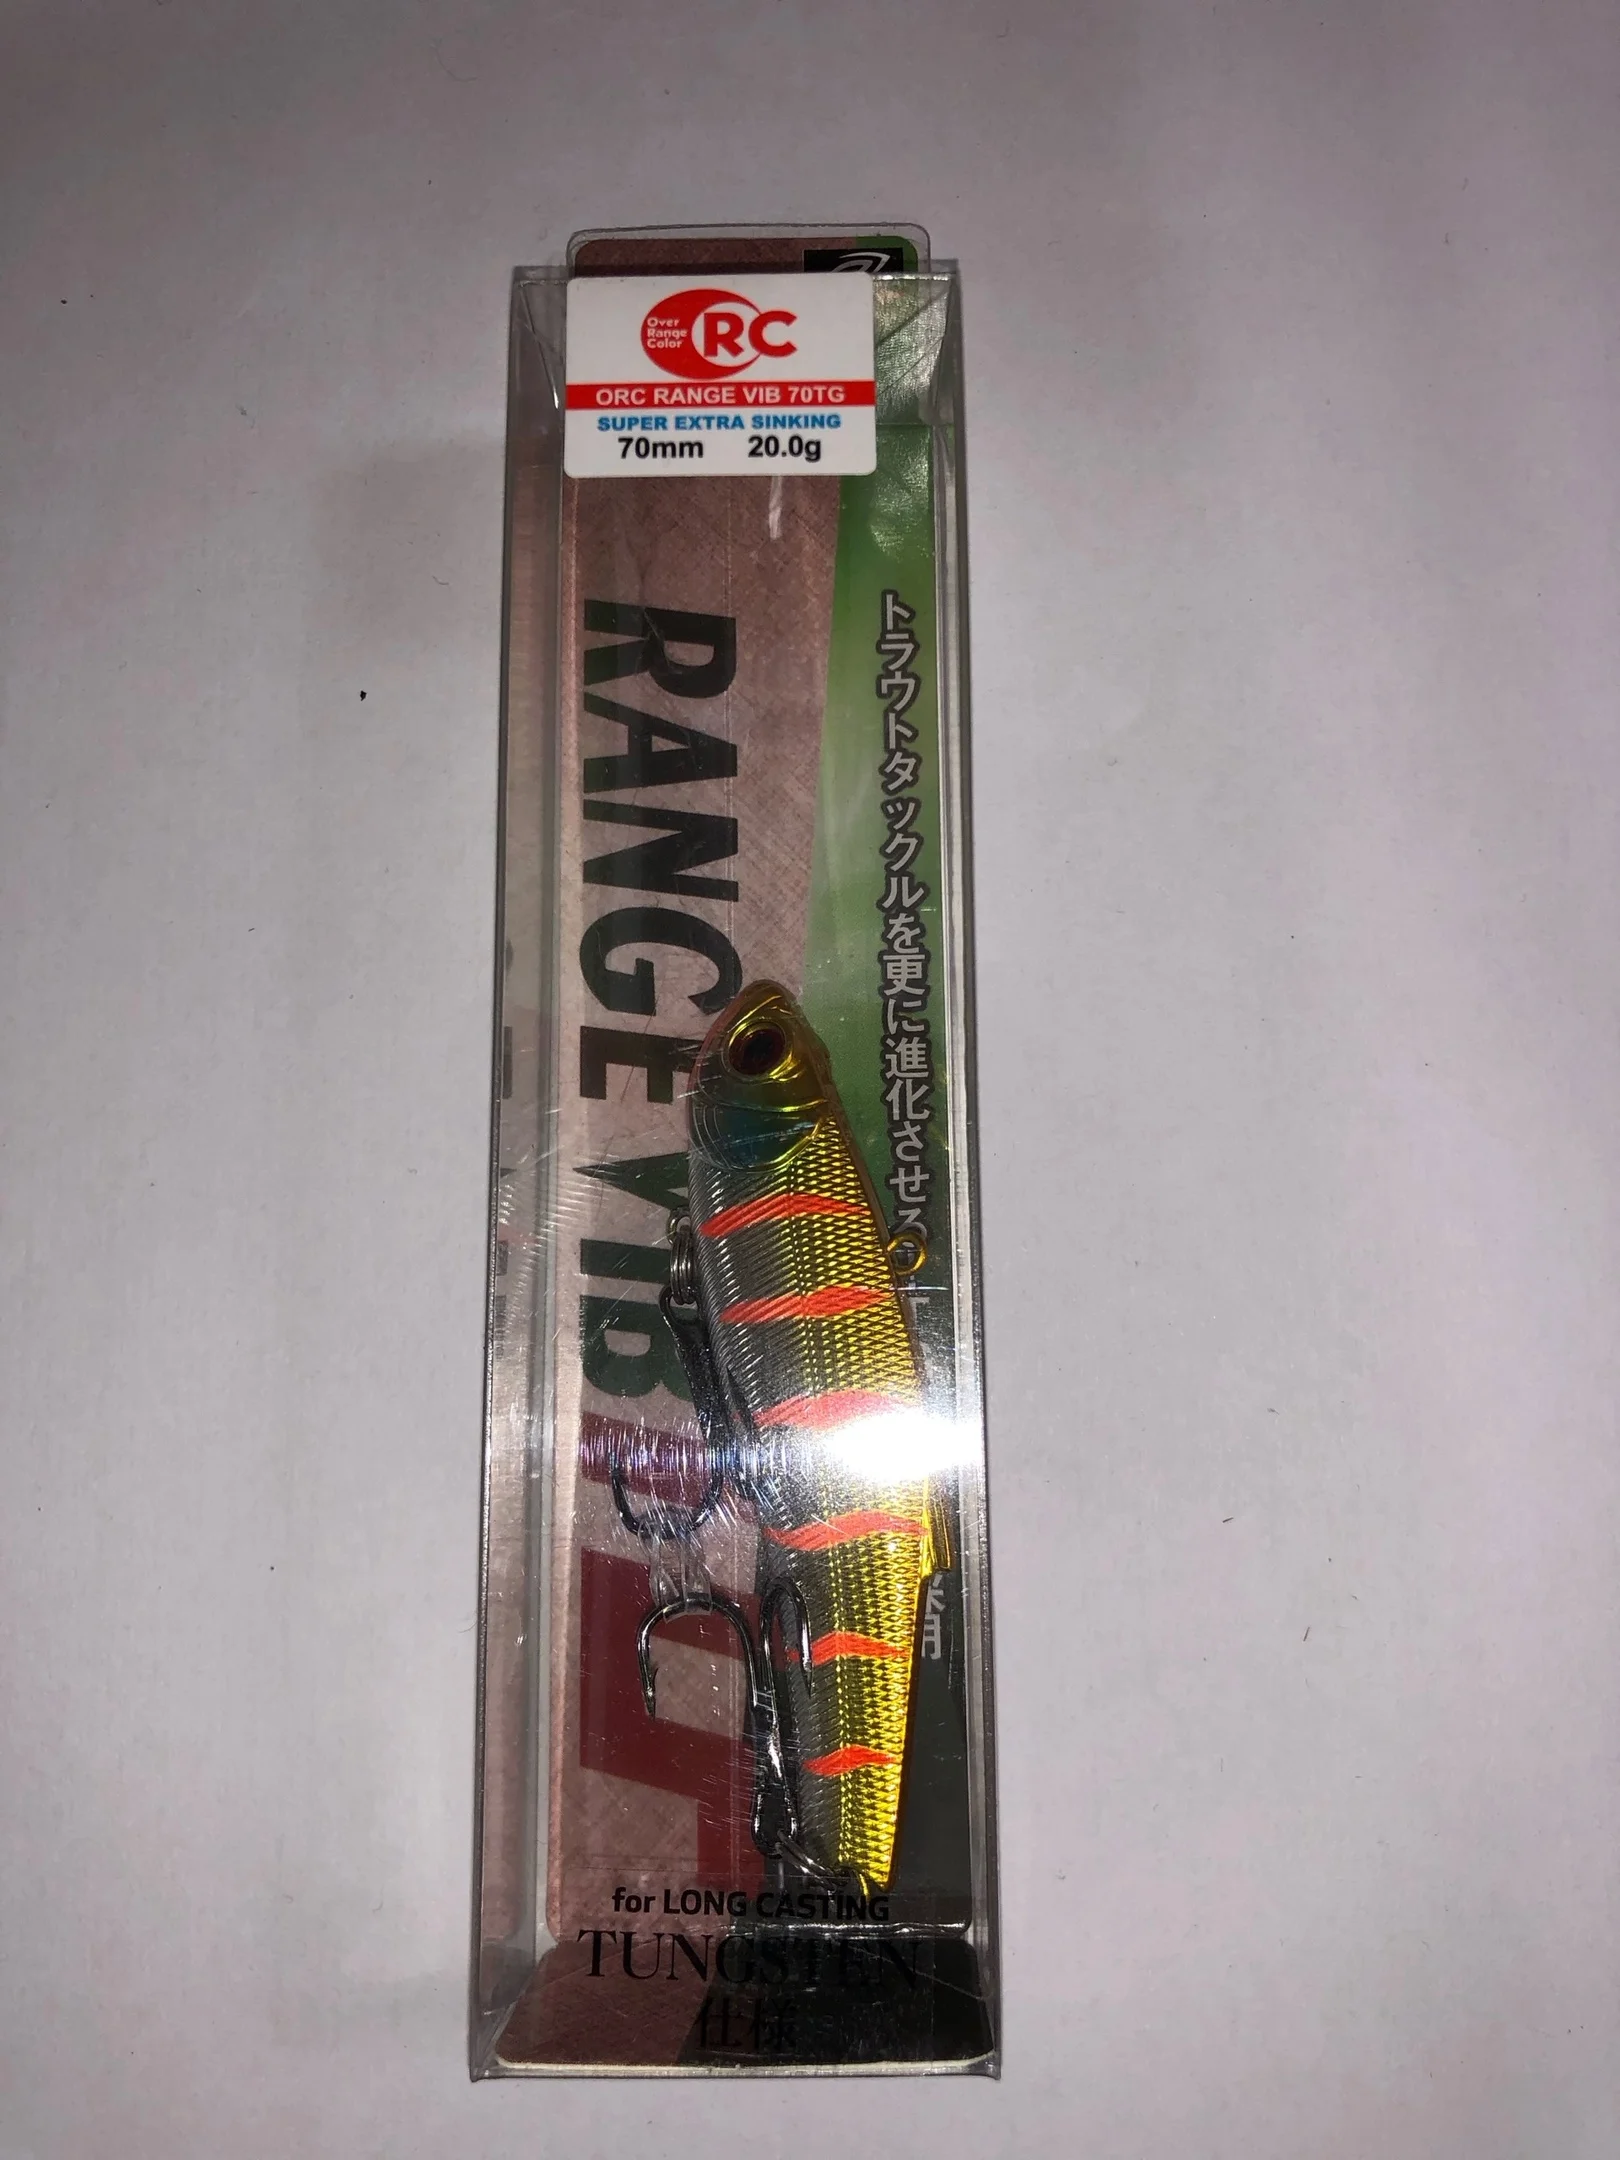 Over
Range
Color
ORC
ORC RANGE VIB 70TG
SUPER EXTRA SINKING
70mm 20.0g
RANGE VIB
トラウトタックルを更に進化させる
for LONG CASTING
TUNGSTEN
仕様